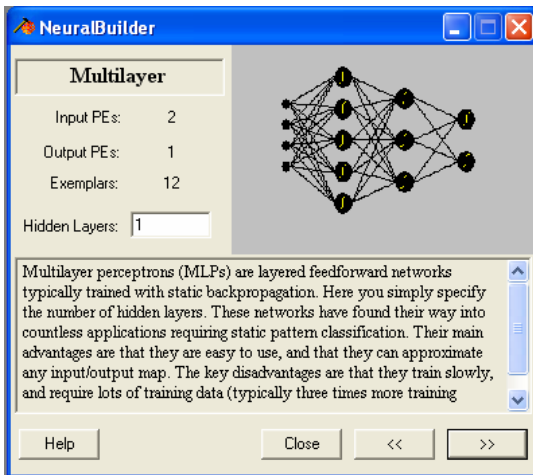 NeuralBuilder
Multilayer
Input PEs: 2
Output PEs: 1
Exemplars: 12
Hidden Layers: 1
Multilayer perceptrons (MLPs) are layered feedforward networks
typically trained with static backpropagation. Here you simply specify
the number of hidden layers. These networks have found their way into
countless applications requiring static pattern classification. Their main
advantages are that they are easy to use, and that they can approximate
any input/output map. The key disadvantages are that they train slowly,
and require lots of training data (typically three times more training
Help Close << >>